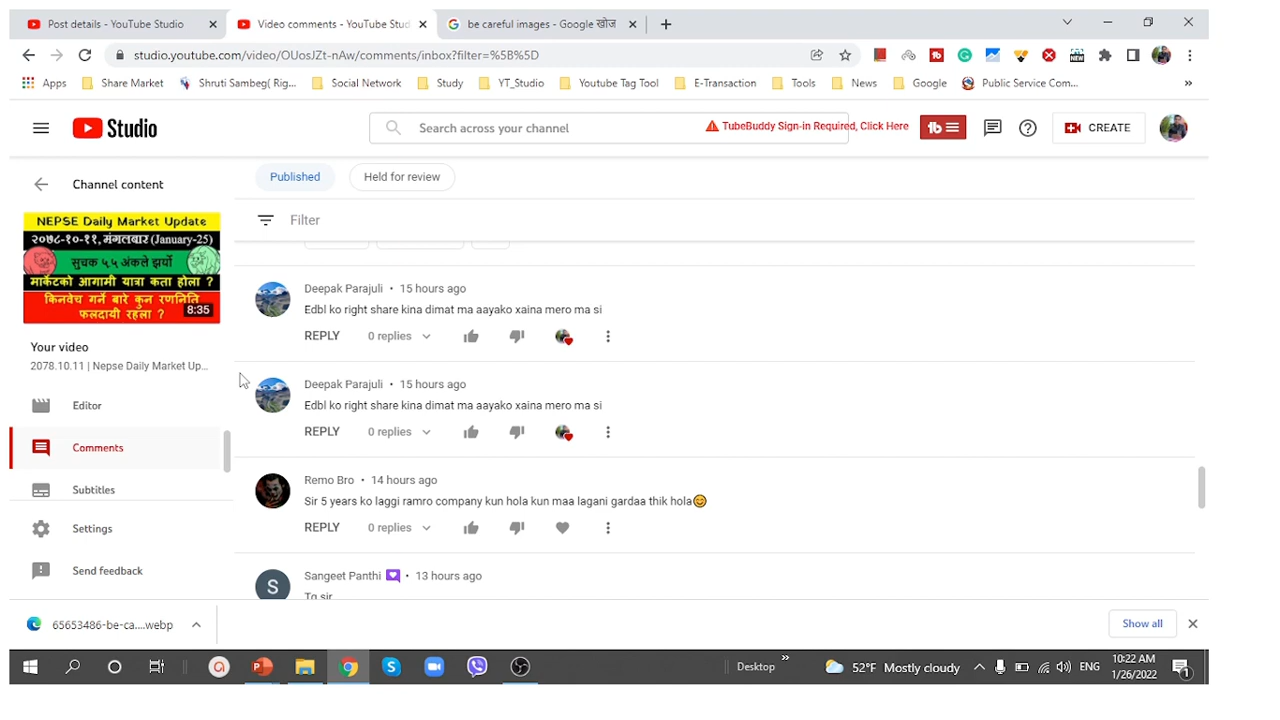 Post details - YouTube Studio
Video comments - YouTube Stud
be careful images - Google खोज
studio.youtube.com/video/OUosJZt-nAw/comments/inbox?filter=%5B%5D
Apps
Share Market
Shruti Sambeg( Rig...
Social Network
Study
YT_Studio
Youtube Tag Tool
E-Transaction
Tools
News
Google
Public Service Com...
»
Studio
Search across your channel
TubeBuddy Sign-in Required, Click Here
tb
?
CREATE
Channel content
Published
Held for review
Filter
NEPSE Daily Market Update
२०७८-१०-११, मंगलबार (January-25)
सुचक ५५ अंकले झर्यो
मार्केटको आगामी यात्रा कता होला ?
किनवेच गर्ने बारे कुन रणनिति
फलदायी रहला ?
8:35
Your video
2078.10.11 | Nepse Daily Market Up...
Editor
Comments
Subtitles
Settings
Send feedback
Deepak Parajuli • 15 hours ago
Edbl ko right share kina dimat ma aayako xaina mero ma si
REPLY 0 replies
Deepak Parajuli • 15 hours ago
Edbl ko right share kina dimat ma aayako xaina mero ma si
REPLY 0 replies
Remo Bro • 14 hours ago
Sir 5 years ko laggi ramro company kun hola kun maa lagani gardaa thik hola😊
REPLY 0 replies
S
Sangeet Panthi • 13 hours ago
Tq sir
65653486-be-ca....webp
Show all
Desktop
»
52°F Mostly cloudy
ENG
10:22 AM
1/26/2022
1